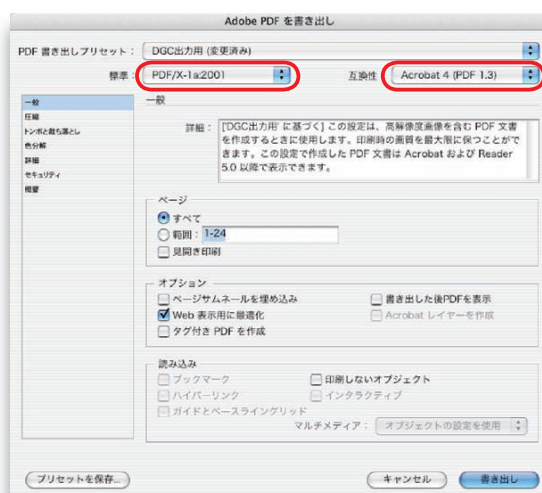 Adobe PDF を書き出し
PDF 書き出しプリセット： DGC出力用 (変更済み)
標準： PDF/X-1a:2001 互換性 Acrobat 4 (PDF 1.3)
一般
圧縮
トンボと裁ち落とし
色分解
詳細
セキュリティ
概要
一般
詳細： ['DGC出力用' に基づく] この設定は、高解像度画像を含む PDF 文書
を作成するときに使用します。印刷時の画質を最大限に保つことがで
きます。この設定で作成した PDF 文書は Acrobat および Reader
5.0 以降で表示できます。
ページ
すべて
範囲： 1-24
見開き印刷
オプション
ページサムネールを埋め込み 書き出した後PDFを表示
Web 表示用に最適化 Acrobat レイヤーを作成
タグ付き PDF を作成
読み込み
ブックマーク 印刷しないオブジェクト
ハイパーリンク インタラクティブ
ガイドとベースライングリッド
マルチメディア： オブジェクトの設定を使用
プリセットを保存... キャンセル 書き出し